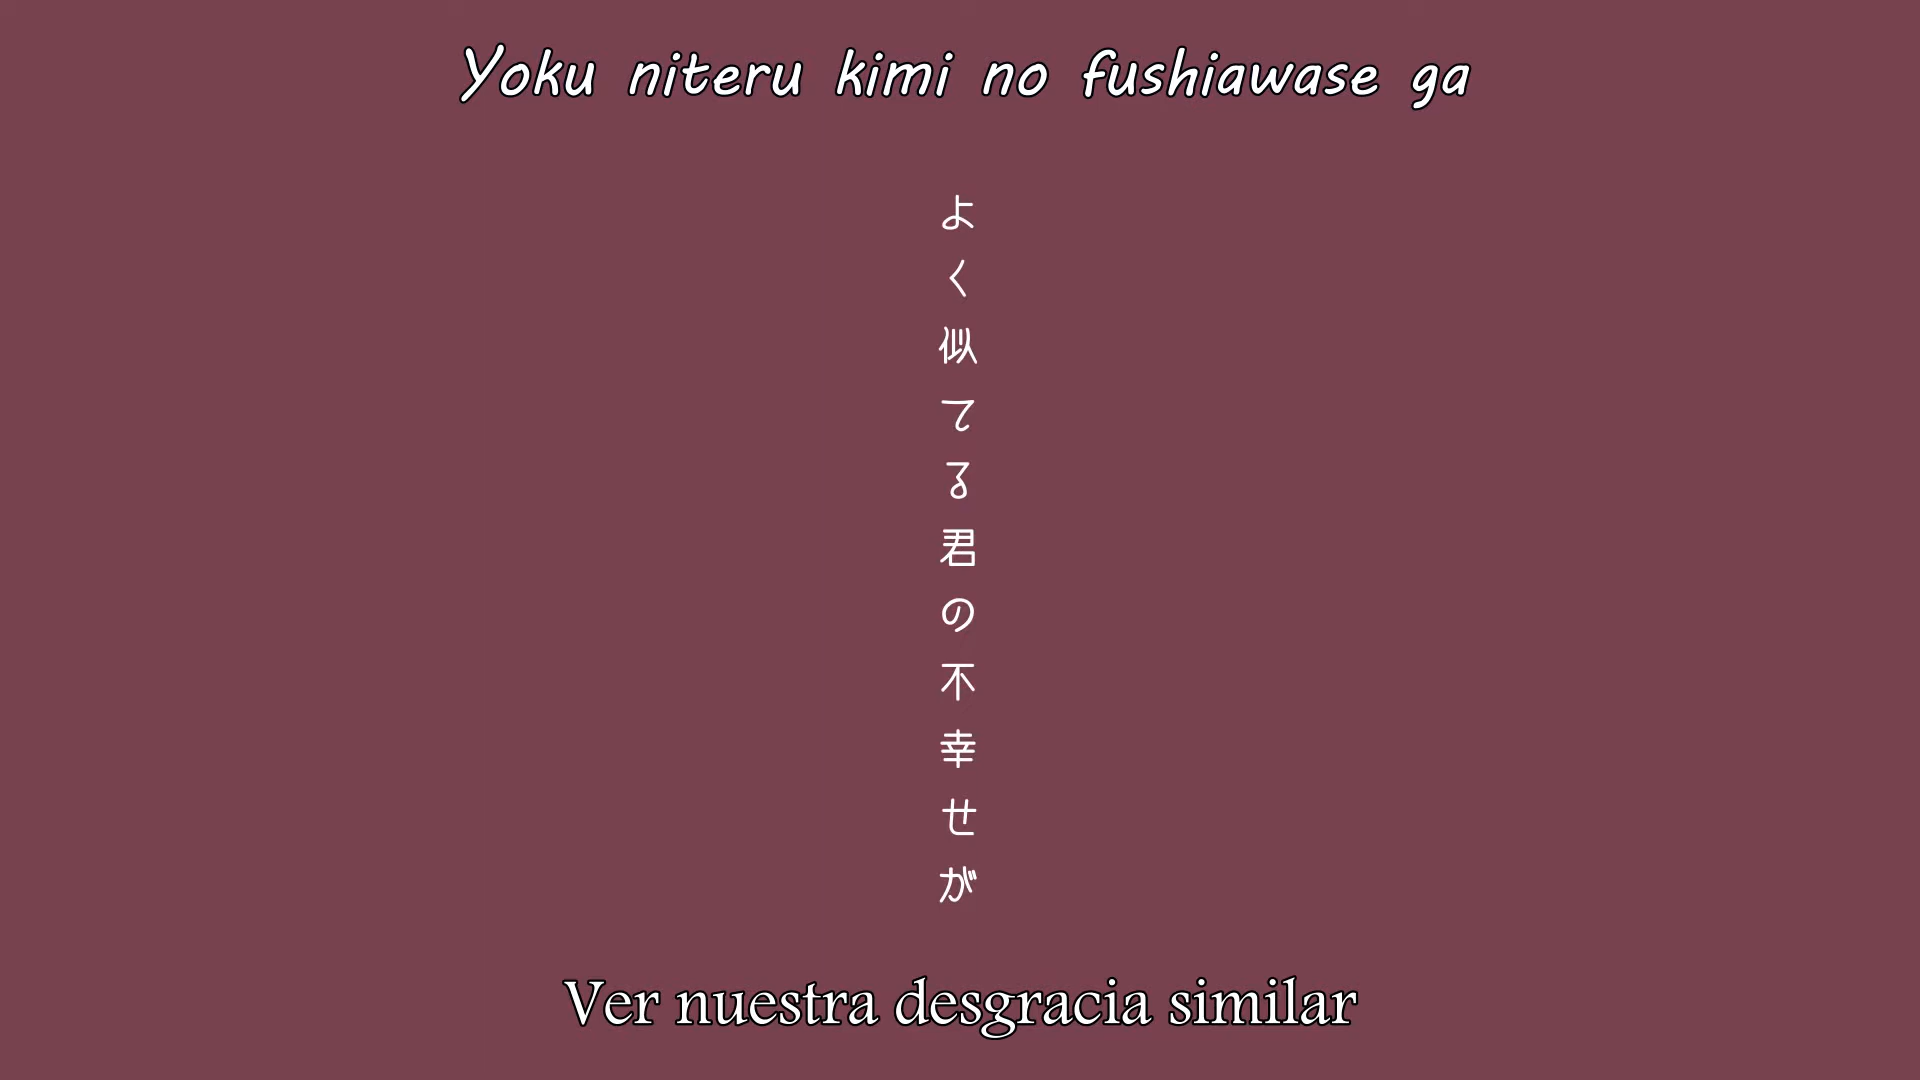 Yoku niteru kimi no fushiawase ga
よく似てる君の不幸せが
Ver nuestra desgracia similar